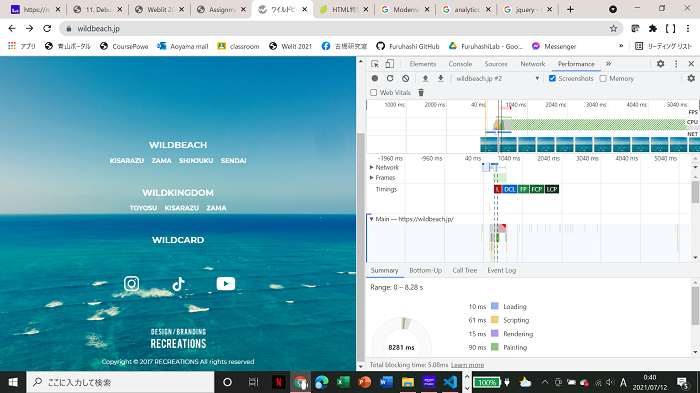 https://n
11. Debu
Weblit 20
Assignme
ワイルドビ
HTML特
Moderni
analytics
jquery -
wildbeach.jp
アプリ
青山ポータル
CoursePowe
Aoyama mail
classroom
Welit 2021
古橋研究室
Furuhashi GitHub
FuruhashiLab - Goo...
Messenger
»
リーディング リスト
Elements
Console
Sources
Network
Performance
»
wildbeach.jp #2
Screenshots
Memory
Web Vitals
1000 ms
2000 ms
40 ms
1040 ms
2040 ms
3040 ms
4040 ms
5040 ms
FPS
CPU
NET
-1960 ms
-960 ms
40 ms
1040 ms
2040 ms
3040 ms
4040 ms
5040 ms
Network
Frames
Timings
L
DCL
FP
FCP
LCP
Main — https://wildbeach.jp/
Summary
Bottom-Up
Call Tree
Event Log
Range: 0 – 8.28 s
10 ms
Loading
61 ms
Scripting
15 ms
Rendering
90 ms
Painting
8281 ms
Total blocking time: 5.08ms
Learn more
WILDBEACH
KISARAZU ZAMA SHINJUKU SENDAI
WILDKINGDOM
TOYOSU KISARAZU ZAMA
WILDCARD
DESIGN / BRANDING
RECREATIONS
Copyright © 2017 RECREATIONS All rights reserved
ここに入力して検索
100%
A
0:40
2021/07/12